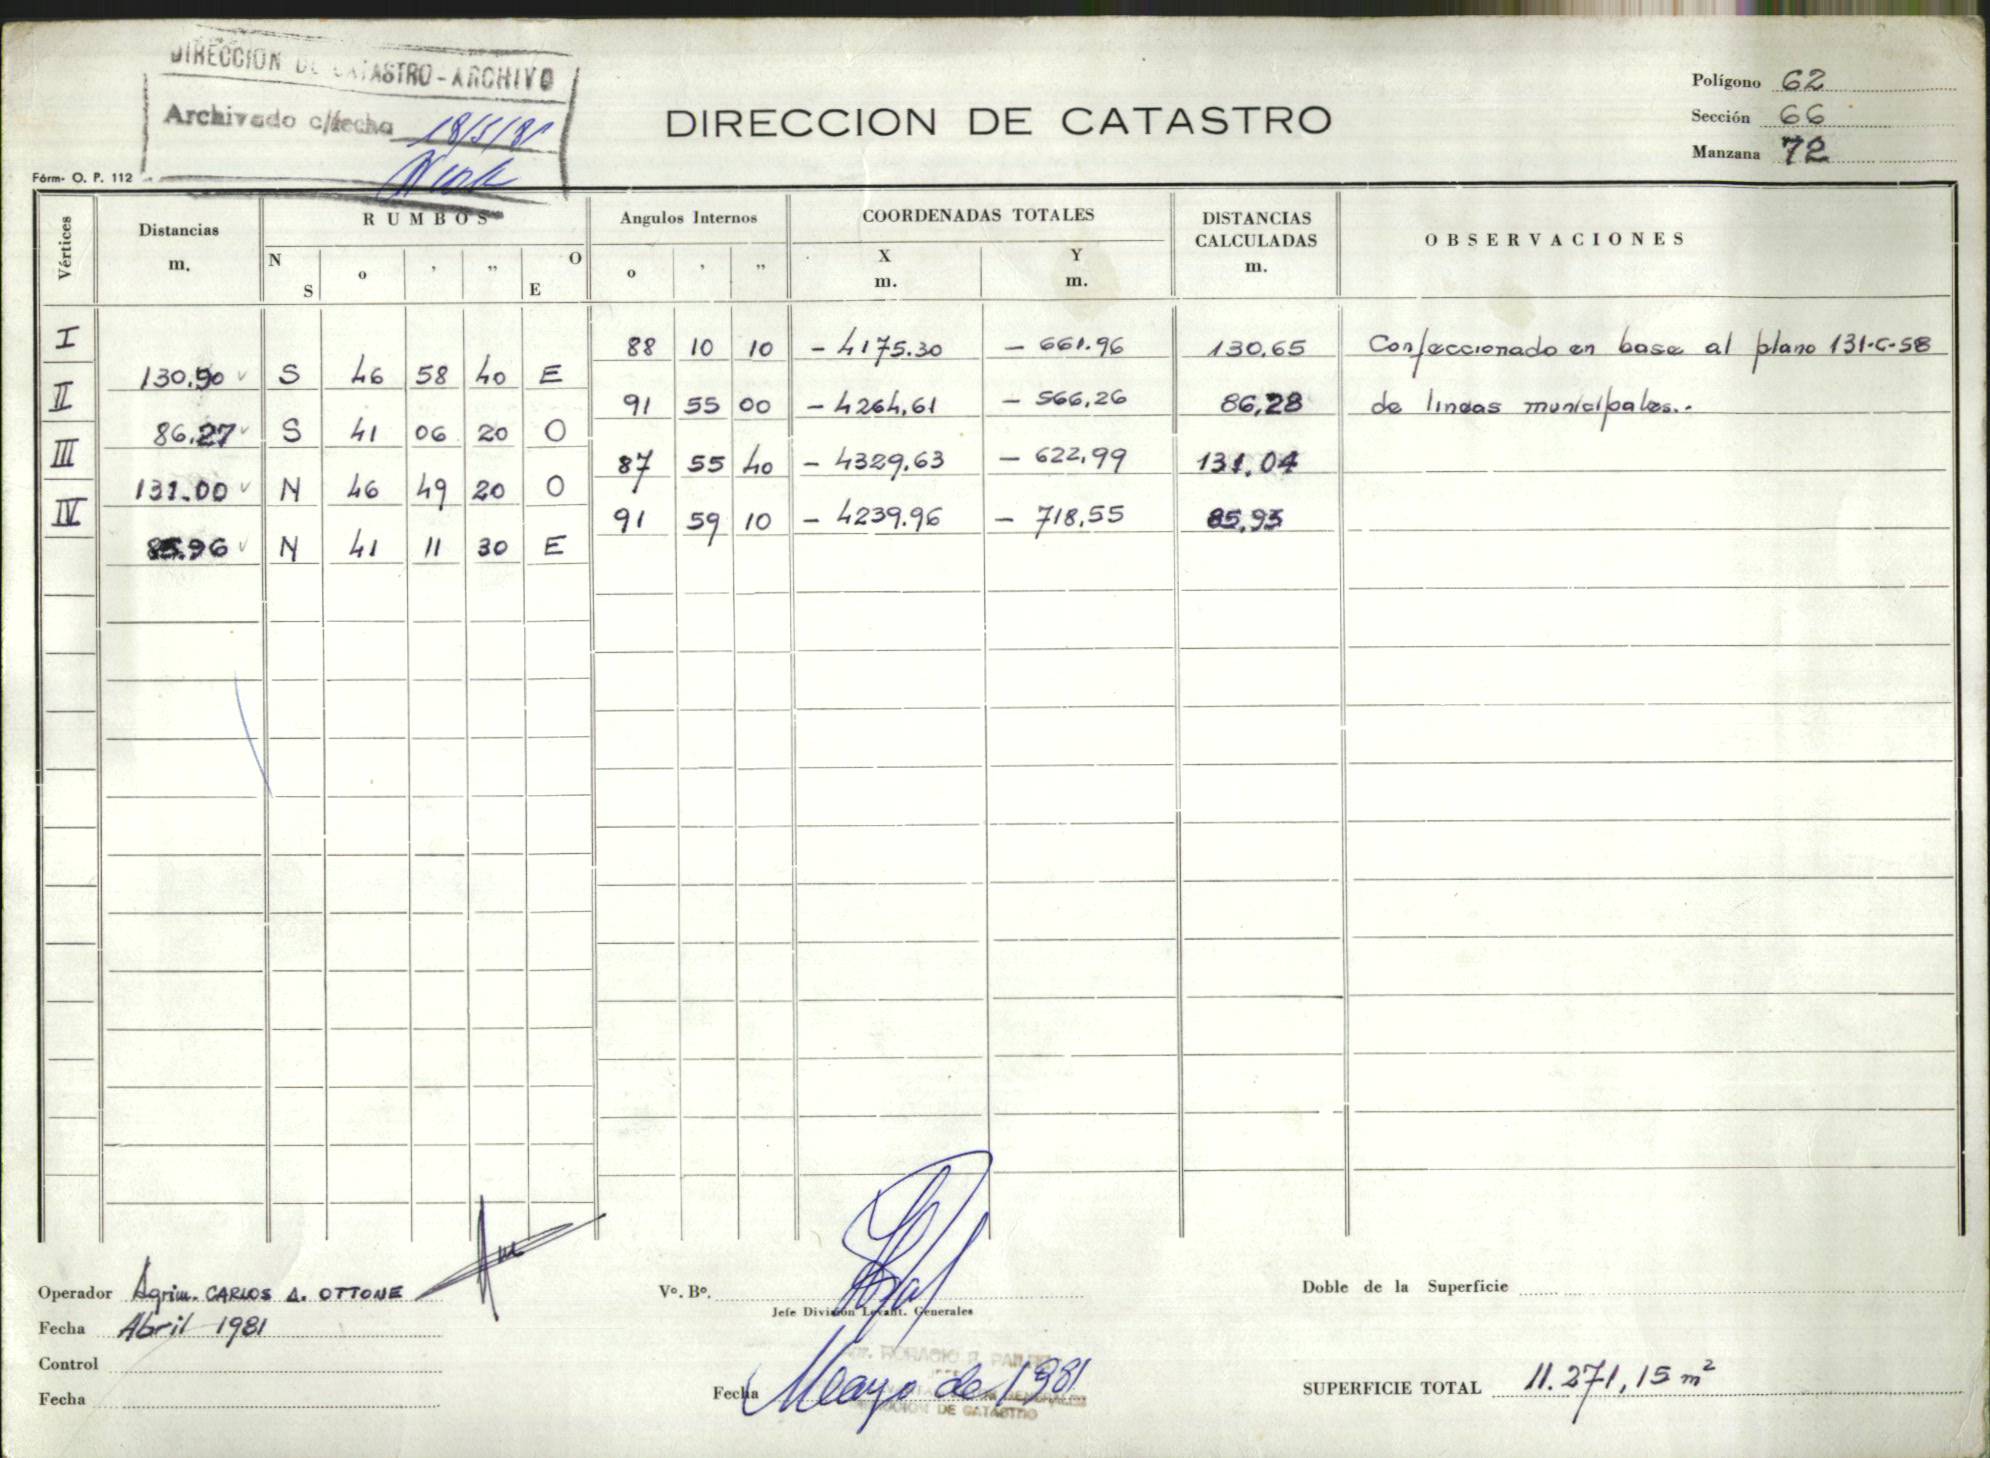 DIRECCION DE CATASTRO - ARCHIVO
Archivado c/fecha 18/5/81
DIRECCION DE CATASTRO
Polígono 62
Sección 66
Manzana 72
Fórm. O. P. 112
Vértices Distancias m. RUMBOS N S o ' " O E Angulos Internos o ' " COORDENADAS TOTALES X m. Y m. DISTANCIAS CALCULADAS m. OBSERVACIONES
I 88 10 10 - 4175.30 - 661.96 130.65 Confeccionado en base al plano 131-C-58
130.90 S 46 58 40 E
II 91 55 00 - 4264,61 - 566,26 86,28 de lineas municipales..
86,27 S 41 06 20 O
III 87 55 40 - 4329,63 - 622,99 131.04
131.00 N 46 49 20 O
IV 91 59 10 - 4239.96 - 718,55 85,93
85.96 N 41 11 30 E
Operador Agrim. CARLOS A. OTTONE
Fecha Abril 1981
Control
Fecha
Vo. Bo.
Jefe División Levant. Generales
Fecha Mayo de 1981
DIRECCION DE CATASTRO
Doble de la Superficie
SUPERFICIE TOTAL 11.271,15 m²